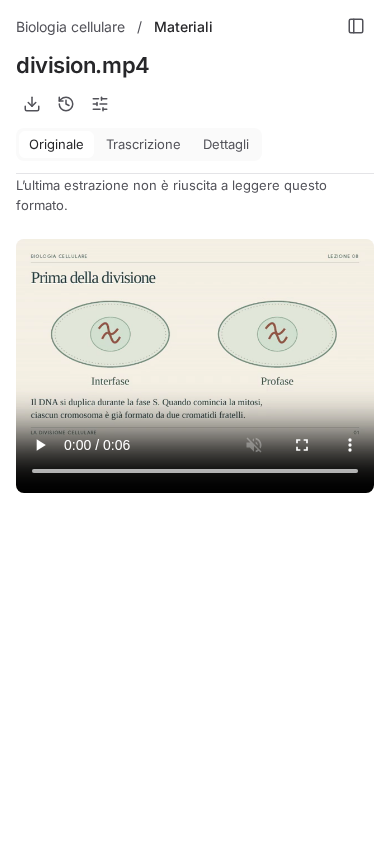 Biologia cellulare / Materiali
division.mp4
Originale Trascrizione Dettagli
L'ultima estrazione non è riuscita a leggere questo
formato.
BIOLOGIA CELLULARE LEZIONE 08
Prima della divisione
Interfase Profase
Il DNA si duplica durante la fase S. Quando comincia la mitosi,
ciascun cromosoma è già formato da due cromatidi fratelli.
LA DIVISIONE CELLULARE 01
0:00 / 0:06